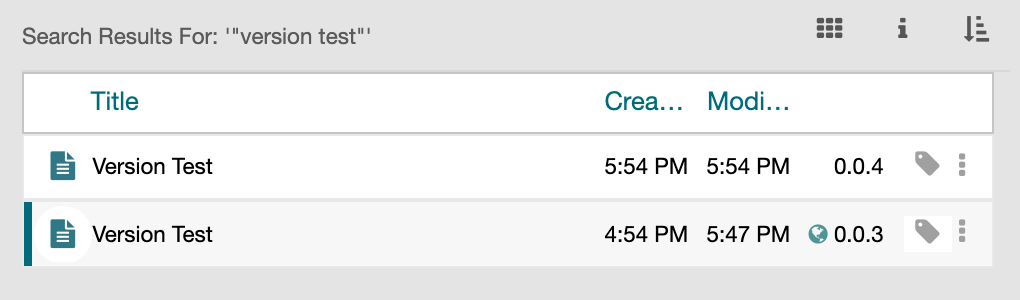 Search Results For: '"version test"'
Title Crea… Modi…
Version Test 5:54 PM 5:54 PM 0.0.4
Version Test 4:54 PM 5:47 PM 0.0.3